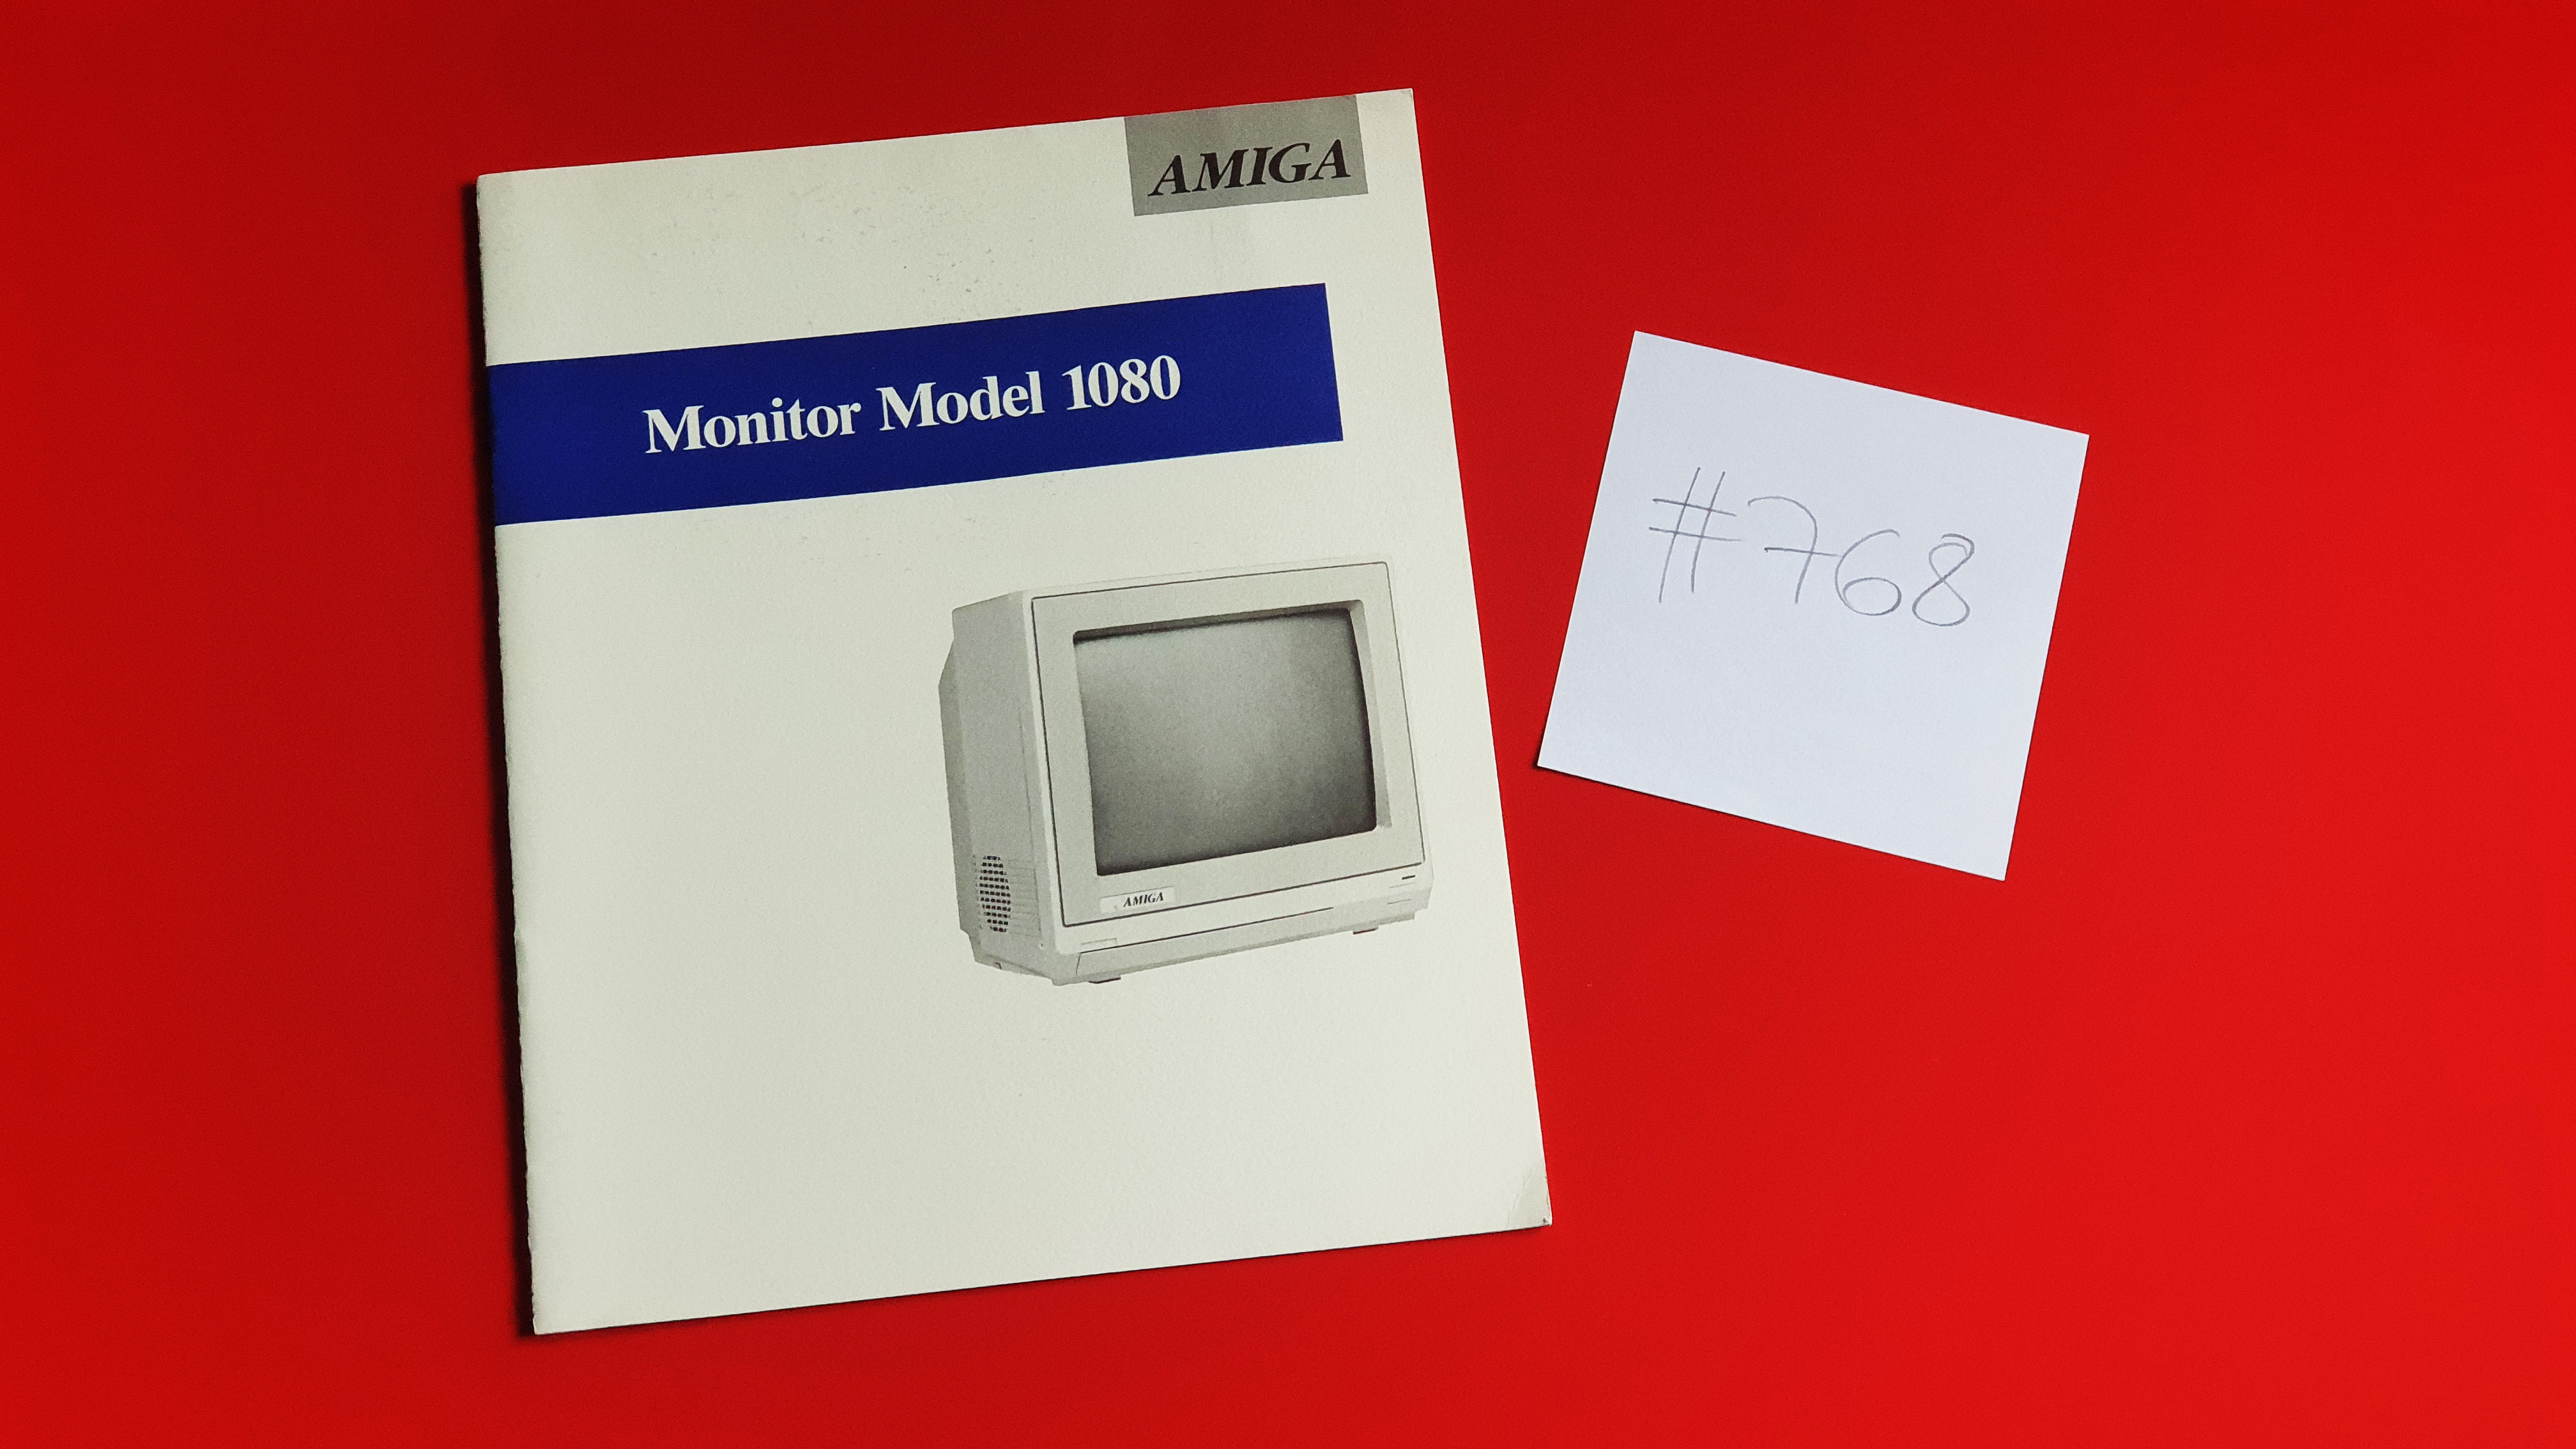 AMIGA
Monitor Model 1080
AMIGA
#768